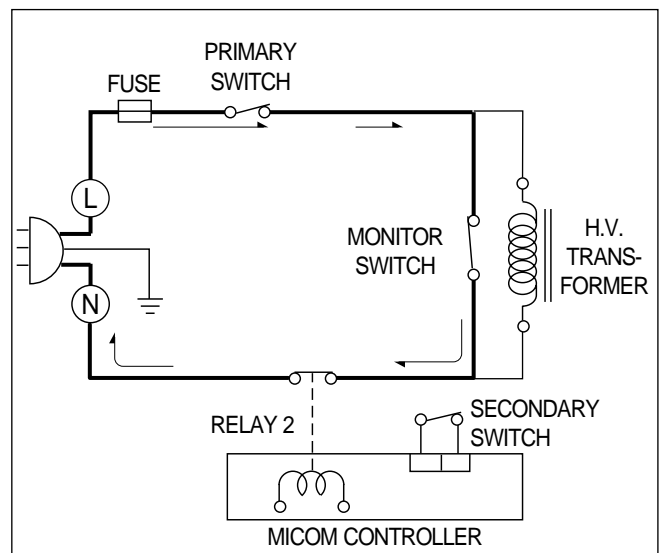 PRIMARY
SWITCH
FUSE
L
MONITOR
SWITCH
H.V.
TRANS-
FORMER
N
RELAY 2
SECONDARY
SWITCH
MICOM CONTROLLER